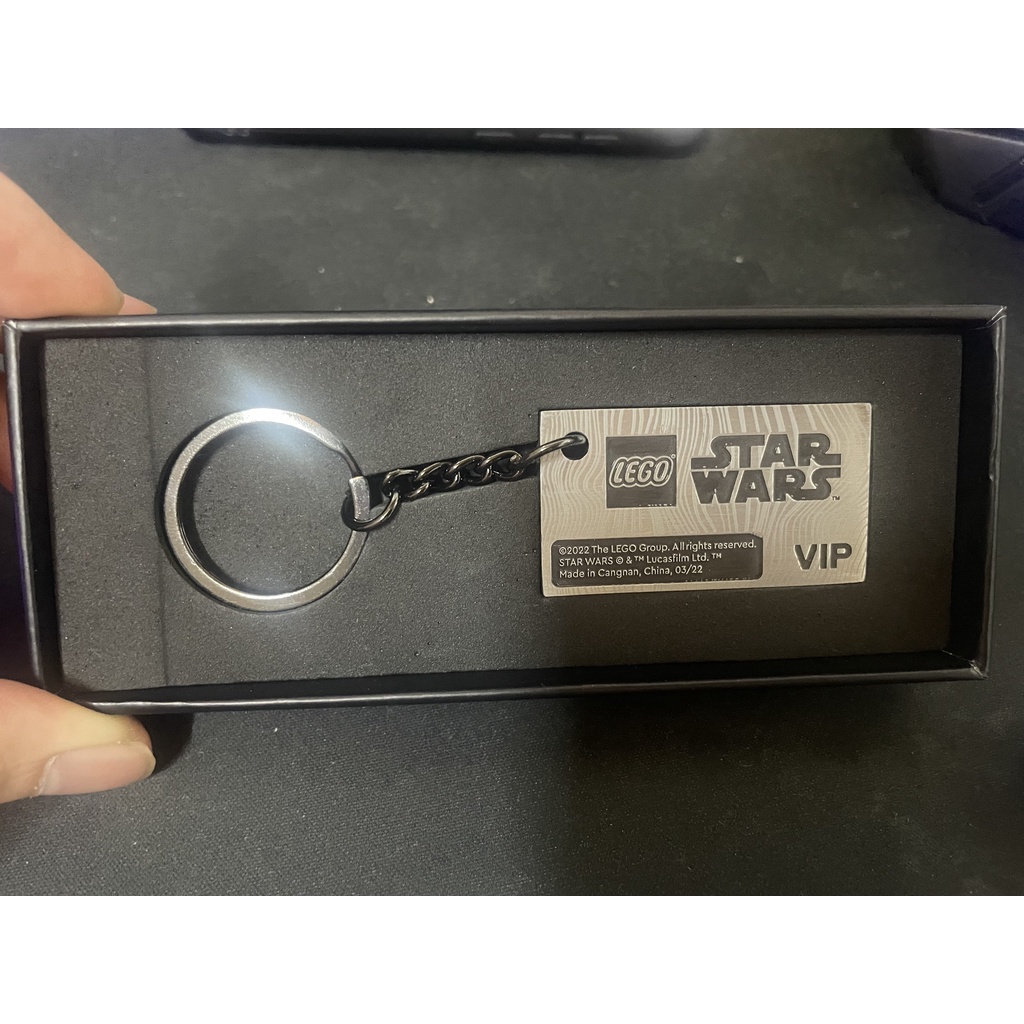 LEGO®
STAR
WARS™
©2022 The LEGO Group. All rights reserved.
STAR WARS © & ™ Lucasfilm Ltd. ™
Made in Cangnan, China, 03/22
VIP